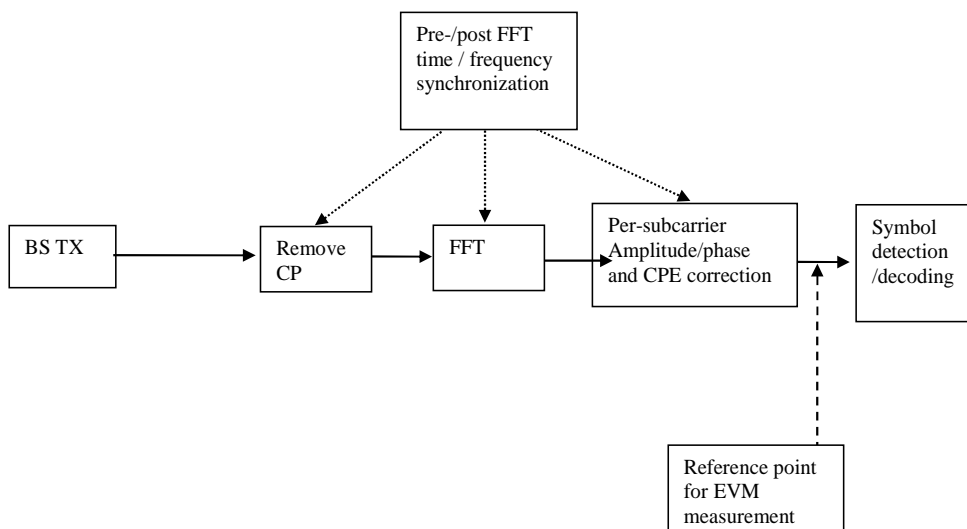 Pre-/post FFT
time / frequency
synchronization
BS TX
Remove
CP
FFT
Per-subcarrier
Amplitude/phase
and CPE correction
Symbol
detection
/decoding
Reference point
for EVM
measurement